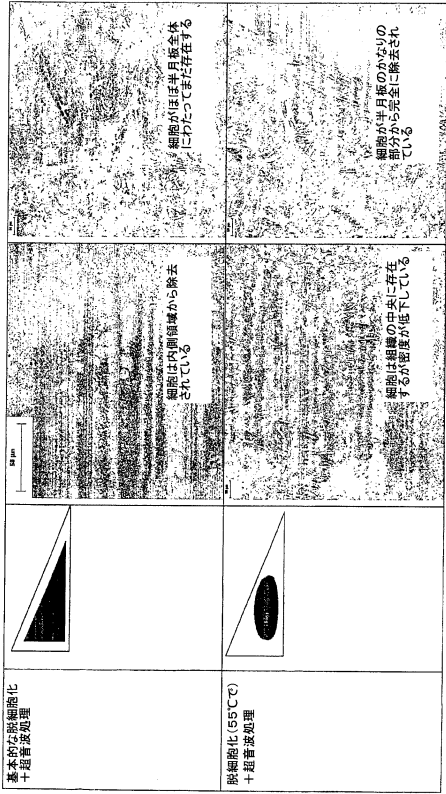 基本的な脱細胞化
＋超音波処理
50 μm
細胞は内側領域から除去
されている
細胞がほぼ半月板全体
にわたってまだ存在する
脱細胞化(55℃で)
＋超音波処理
細胞は組織の中央に存在
するが密度が低下している
細胞が半月板のかなりの
部分から完全に除去され
ている